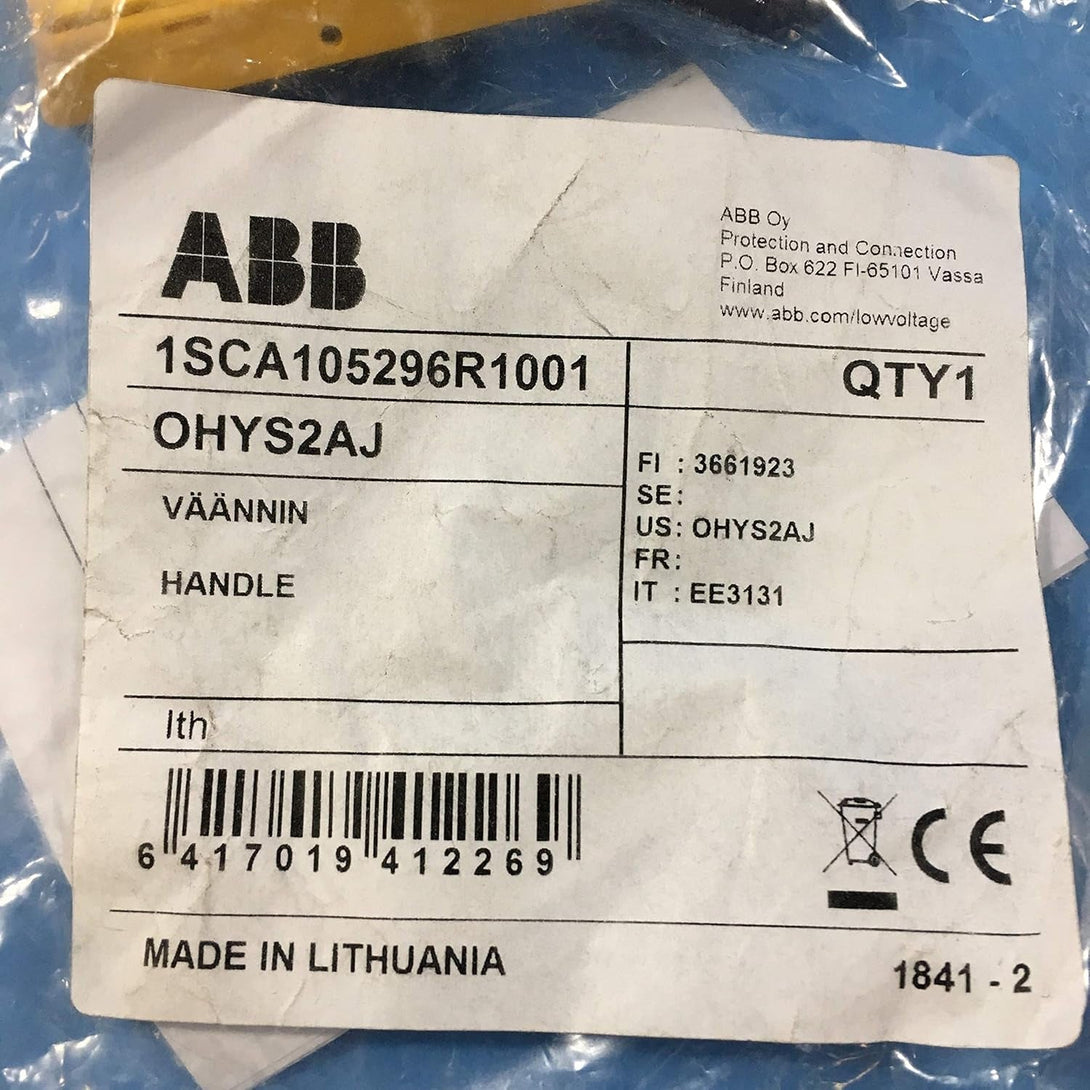 ABB
ABB Oy
Protection and Connection
P.O. Box 622 FI-65101 Vassa
Finland
www.abb.com/lowvoltage
1SCA105296R1001
QTY1
OHYS2AJ
VÄÄNNIN
HANDLE
FI : 3661923
SE:
US: OHYS2AJ
FR:
IT : EE3131
Ith
6 417019 412269
CE
MADE IN LITHUANIA
1841 - 2